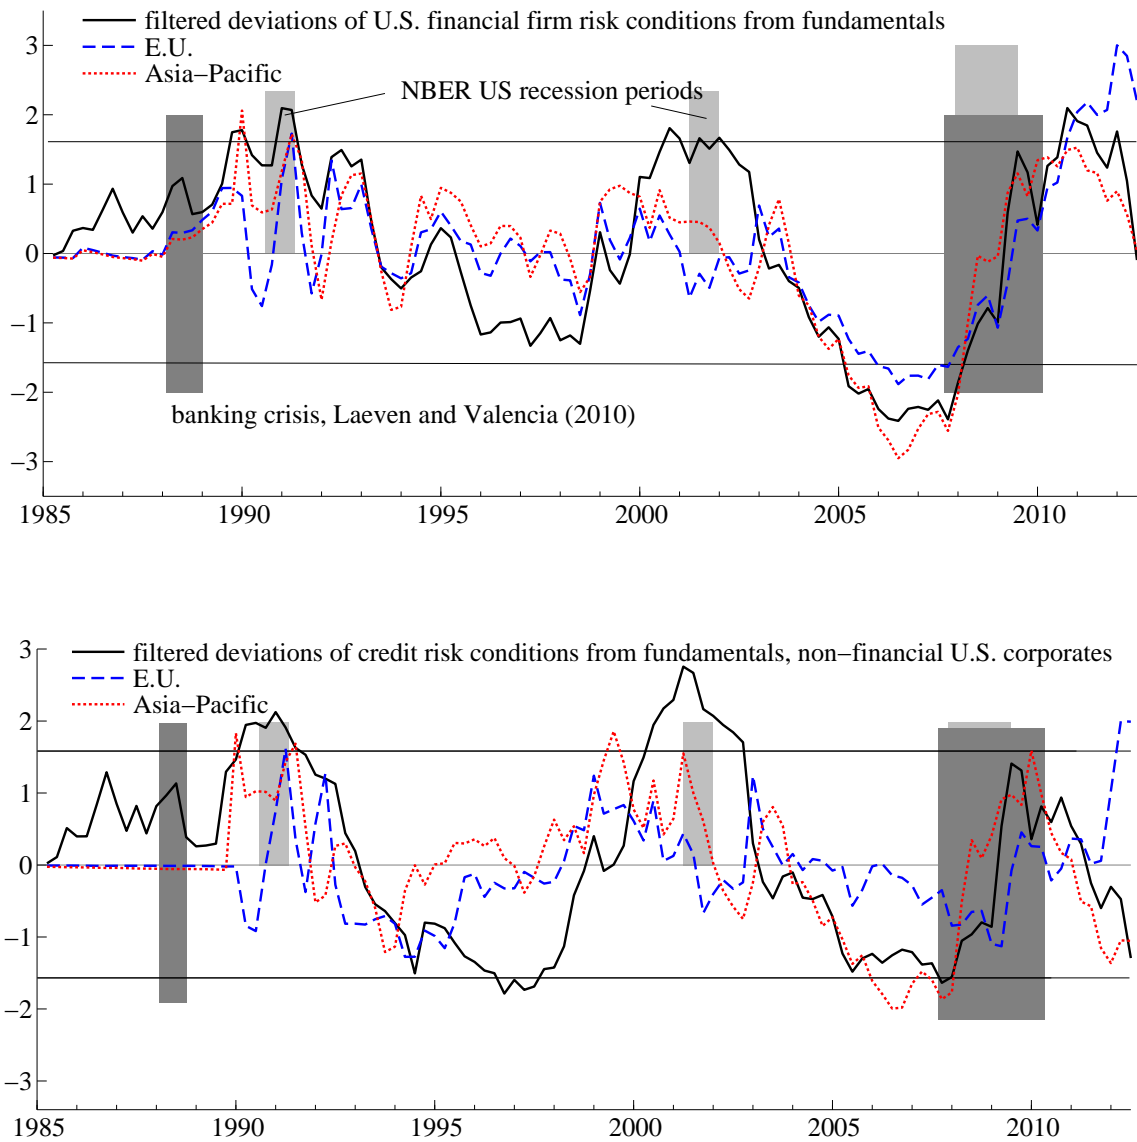 filtered deviations of U.S. financial firm risk conditions from fundamentals
E.U.
Asia−Pacific
NBER US recession periods
banking crisis, Laeven and Valencia (2010)
3
2
1
0
−1
−2
−3
1985 1990 1995 2000 2005 2010
filtered deviations of credit risk conditions from fundamentals, non−financial U.S. corporates
E.U.
Asia−Pacific
3
2
1
0
−1
−2
−3
1985 1990 1995 2000 2005 2010